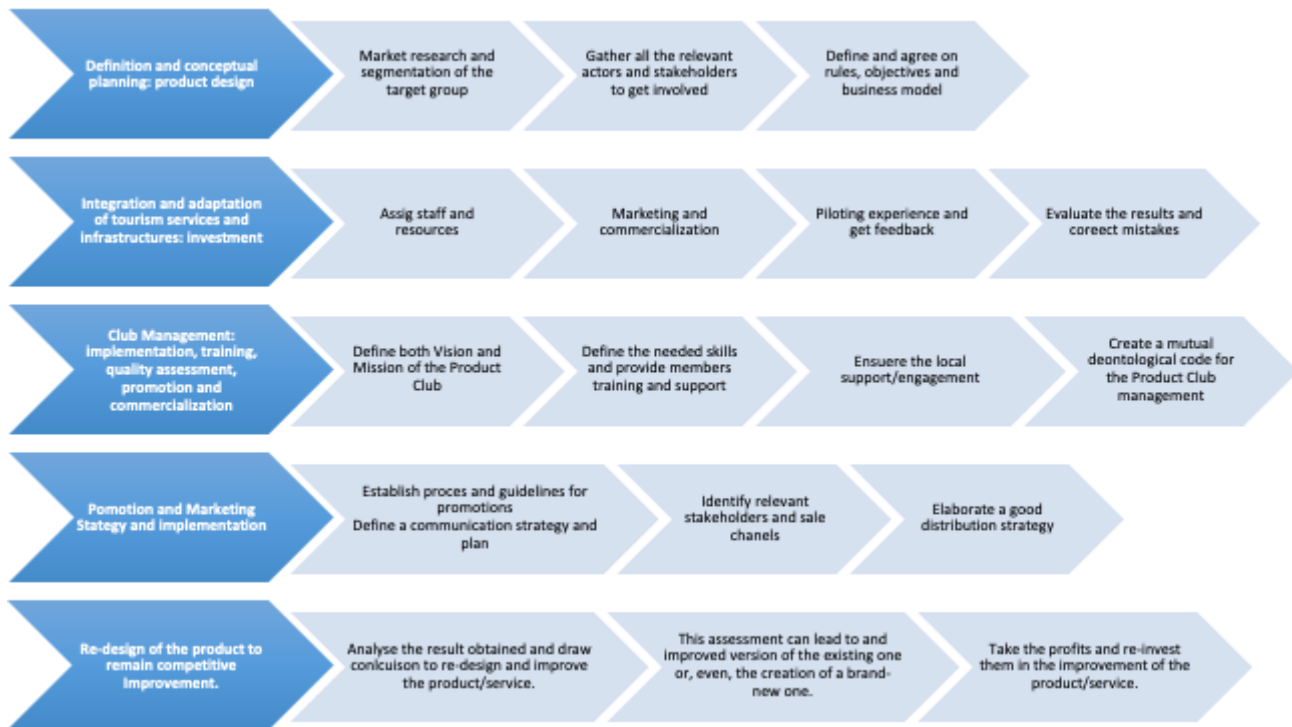 Definition and conceptual
planning: product design
Market research and
segmentation of the
target group
Gather all the relevant
actors and stakeholders
to get involved
Define and agree on
rules, objectives and
business model
Integration and adaptation
of tourism services and
infrastructures: investment
Assig staff and
resources
Marketing and
commercialization
Piloting experience and
get feedback
Evaluate the results and
coreect mistakes
Club Management:
implementation, training,
quality assessment,
promotion and
commercialization
Define both Vision and
Mission of the Product
Club
Define the needed skills
and provide members
training and support
Ensuere the local
support/engagement
Create a mutual
deontological code for
the Product Club
management
Pomotion and Marketing
Stategy and implementation
Establish proces and guidelines for
promotions
Define a communication strategy and
plan
Identify relevant
stakeholders and sale
chanels
Elaborate a good
distribution strategy
Re-design of the product to
remain competitive
Improvement.
Analyse the result obtained and draw
conlcuison to re-design and improve
the product/service.
This assessment can lead to and
improved version of the existing one
or, even, the creation of a brand-
new one.
Take the profits and re-invest
them in the improvement of the
product/service.